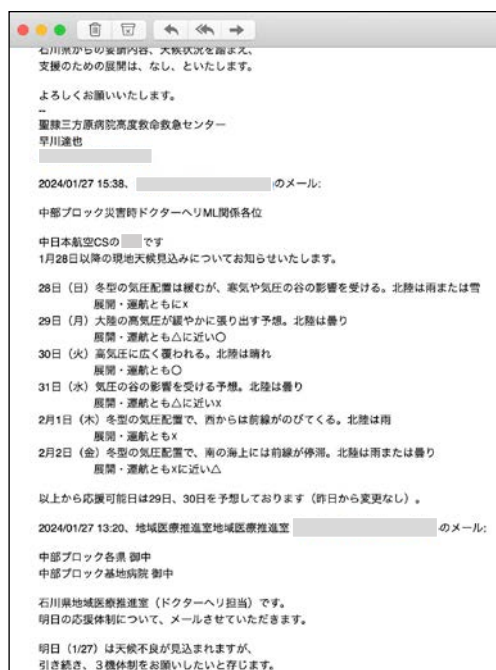 石川県からの要請内容、天候状況を踏まえ、
支援のための展開は、なし、といたします。
よろしくお願いいたします。
--
聖隷三方原病院高度救命救急センター
早川達也
2024/01/27 15:38、 のメール:
中部ブロック災害時ドクターヘリML関係各位
中日本航空CSの です
1月28日以降の現地天候見込みについてお知らせいたします。
28日（日）冬型の気圧配置は緩むが、寒気や気圧の谷の影響を受ける。北陸は雨または雪
展開・運航ともにx
29日（月）大陸の高気圧が緩やかに張り出す予想。北陸は曇り
展開・運航とも△に近い○
30日（火）高気圧に広く覆われる。北陸は晴れ
展開・運航とも○
31日（水）気圧の谷の影響を受ける予想。北陸は曇り
展開・運航とも△に近いx
2月1日（木）冬型の気圧配置で、西からは前線がのびてくる。北陸は雨
展開・運航ともx
2月2日（金）冬型の気圧配置で、南の海上には前線が停滞。北陸は雨または曇り
展開・運航ともxに近い△
以上から応援可能日は29日、30日を予想しております（昨日から変更なし）。
2024/01/27 13:20、地域医療推進室地域医療推進室 のメール:
中部ブロック各県 御中
中部ブロック基地病院 御中
石川県地域医療推進室（ドクターヘリ担当）です。
明日の応援体制について、メールさせていただきます。
明日（1/27）は天候不良が見込まれますが、
引き続き、３機体制をお願いしたいと存じます。